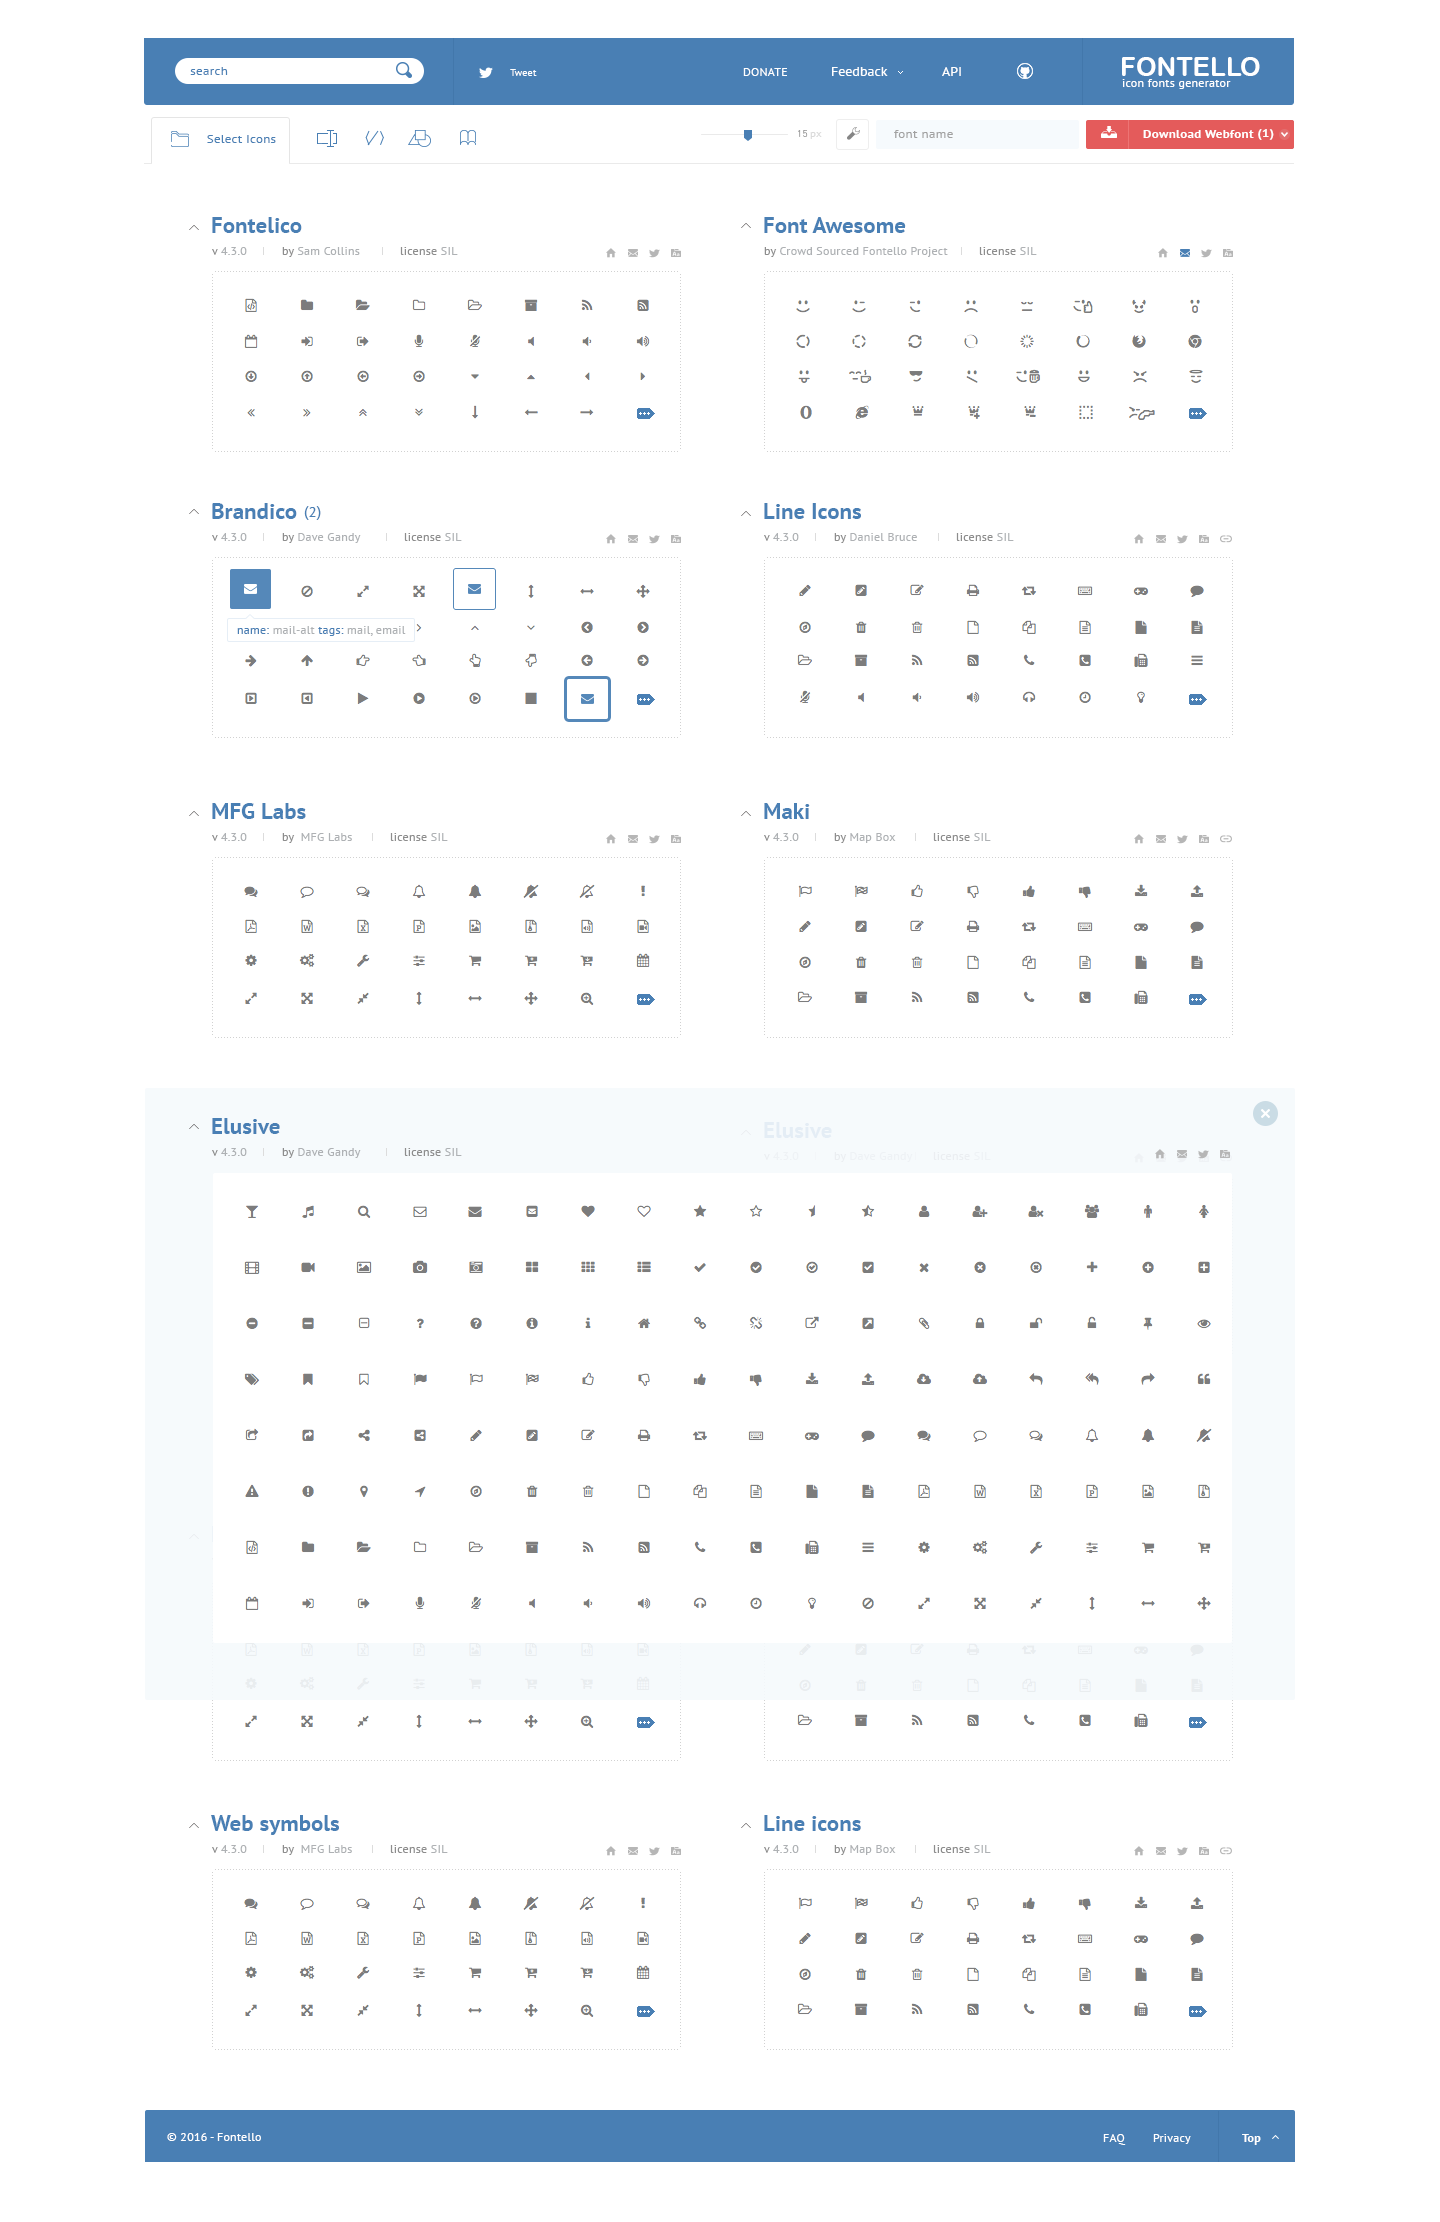 search
Tweet
DONATE
Feedback
API
FONTELLO
icon fonts generator
Select Icons
15 px
font name
Download Webfont (1)
Fontelico
v 4.3.0 by Sam Collins license SIL
Font Awesome
by Crowd Sourced Fontello Project license SIL
Brandico (2)
v 4.3.0 by Dave Gandy license SIL
name: mail-alt tags: mail, email
Line Icons
v 4.3.0 by Daniel Bruce license SIL
MFG Labs
v 4.3.0 by MFG Labs license SIL
Maki
v 4.3.0 by Map Box license SIL
Elusive
v 4.3.0 by Dave Gandy license SIL
Elusive
v 4.3.0 by Dave Gandy license SIL
Web symbols
v 4.3.0 by MFG Labs license SIL
Line icons
v 4.3.0 by Map Box license SIL
© 2016 - Fontello
FAQ
Privacy
Top